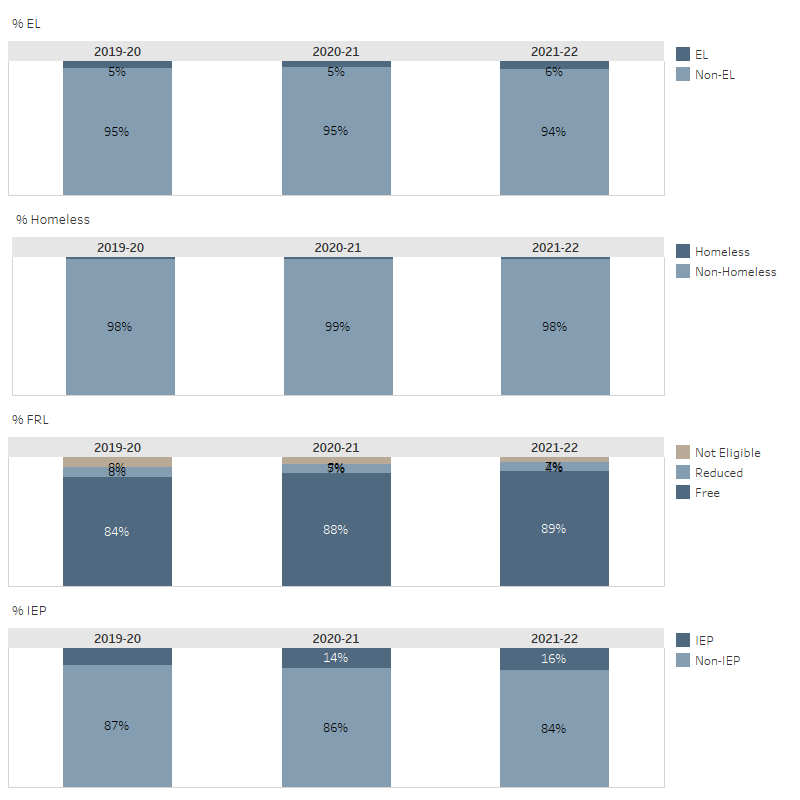 % EL
2019-20 2020-21 2021-22
EL
5% 5% 6%
Non-EL
95% 95% 94%
% Homeless
2019-20 2020-21 2021-22
Homeless
Non-Homeless
98% 99% 98%
% FRL
2019-20 2020-21 2021-22
Not Eligible
8%
8%
Reduced
Free
84% 88% 89%
% IEP
2019-20 2020-21 2021-22
IEP
14% 16%
Non-IEP
87% 86% 84%